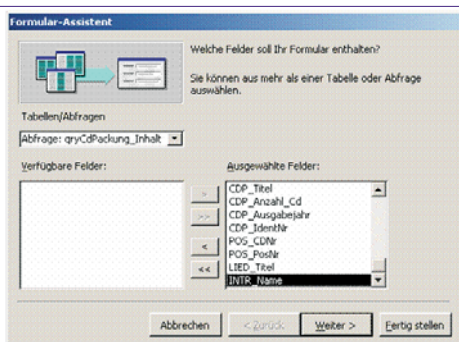 Formular-Assistent
Welche Felder soll Ihr Formular enthalten?
Sie können aus mehr als einer Tabelle oder Abfrage
auswählen.
Tabellen/Abfragen
Abfrage: qryCdPackung_Inhalt
Verfügbare Felder:
Ausgewählte Felder:
CDP_Titel
CDP_Anzahl_Cd
CDP_Ausgabejahr
CDP_IdentNr
POS_CDNr
POS_PosNr
LIED_Titel
INTR_Name
>
>>
<
<<
Abbrechen
< Zurück
Weiter >
Fertig stellen